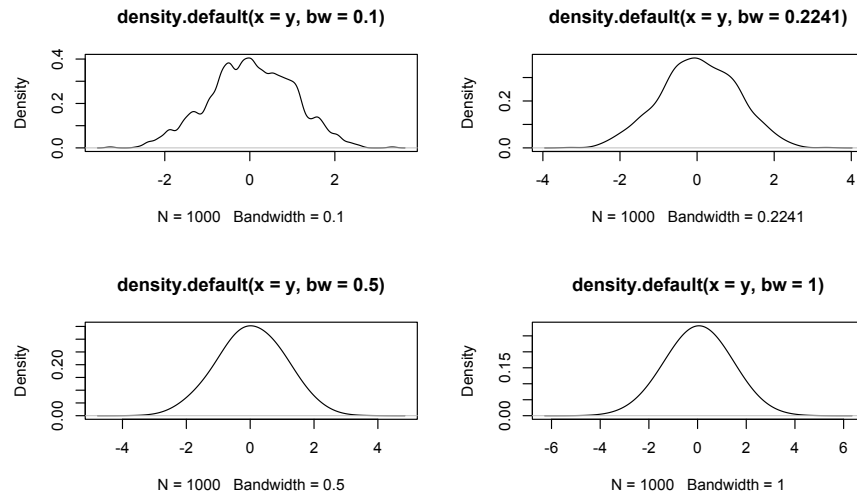 density.default(x = y, bw = 0.1)
Density
0.0 0.2 0.4
-2 0 2
N = 1000 Bandwidth = 0.1
density.default(x = y, bw = 0.2241)
Density
0.0 0.2
-4 -2 0 2 4
N = 1000 Bandwidth = 0.2241
density.default(x = y, bw = 0.5)
Density
0.00 0.20
-4 -2 0 2 4
N = 1000 Bandwidth = 0.5
density.default(x = y, bw = 1)
Density
0.00 0.15
-6 -4 -2 0 2 4 6
N = 1000 Bandwidth = 1